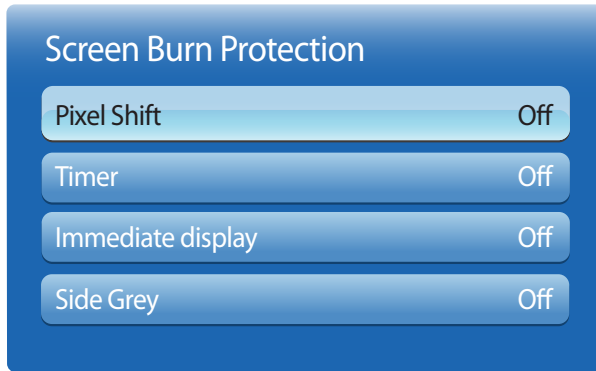 Screen Burn Protection
Pixel Shift Off
Timer Off
Immediate display Off
Side Grey Off